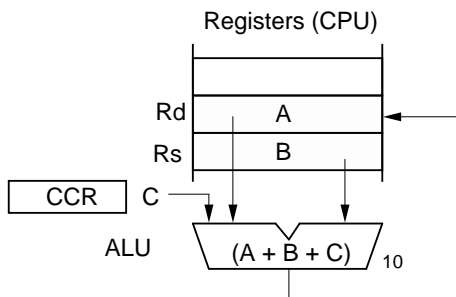 Registers (CPU)
Rd A
Rs B
CCR C
ALU (A + B + C) 10